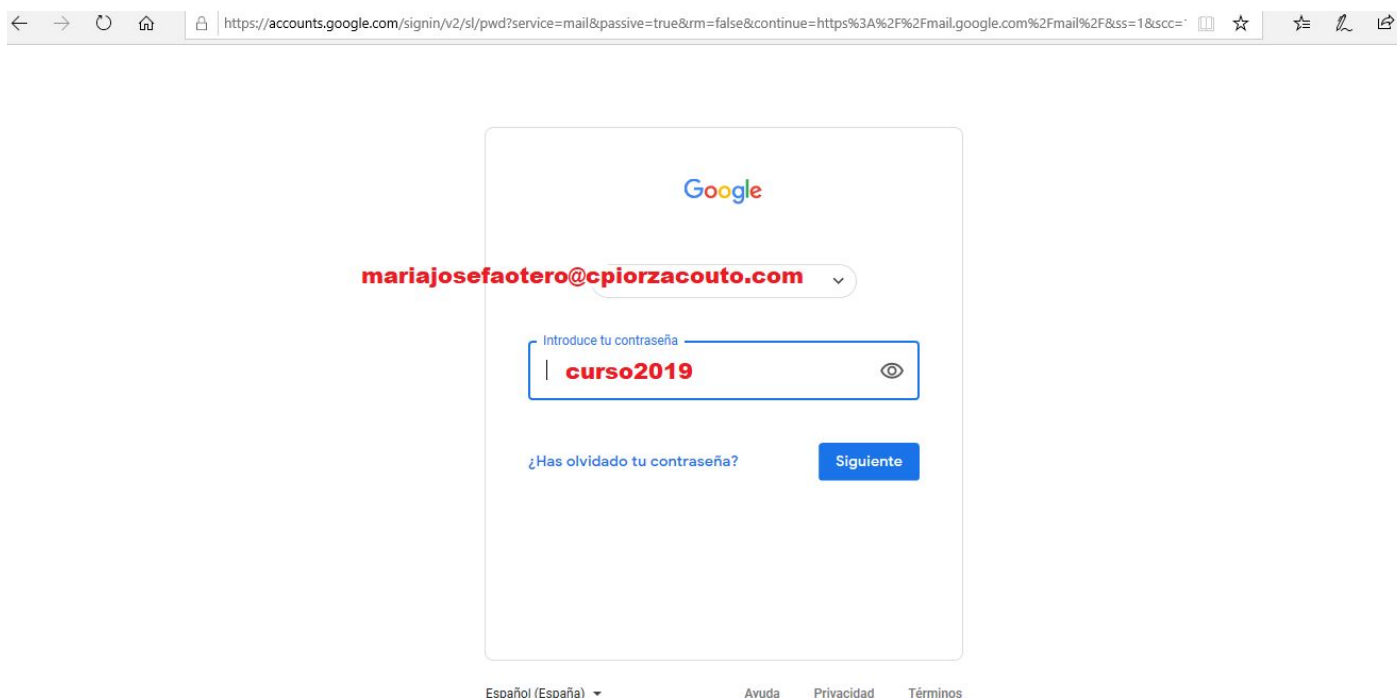 https://accounts.google.com/signin/v2/sl/pwd?service=mail&passive=true&rm=false&continue=https%3A%2F%2Fmail.google.com%2Fmail%2F&ss=1&scc=
Google
mariajosefaotero@cpiorzacouto.com
Introduce tu contraseña
curso2019
¿Has olvidado tu contraseña? Siguiente
Español (España) Ayuda Privacidad Términos